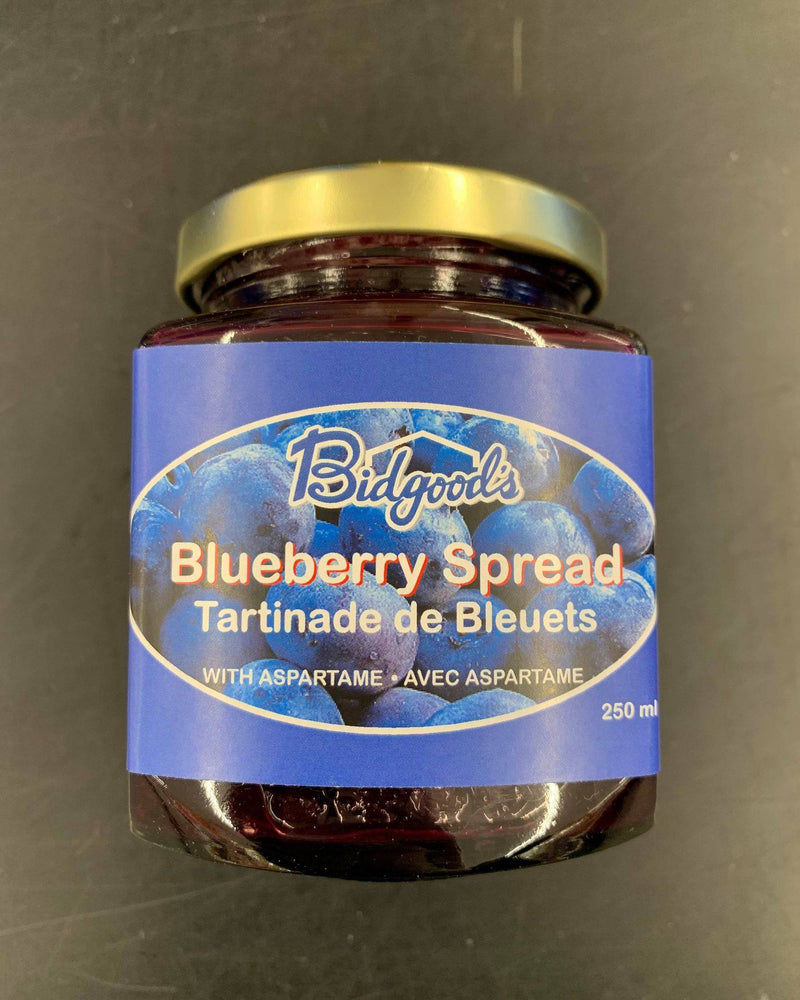 Bidgood's
Blueberry Spread
Tartinade de Bleuets
WITH ASPARTAME • AVEC ASPARTAME
250 ml